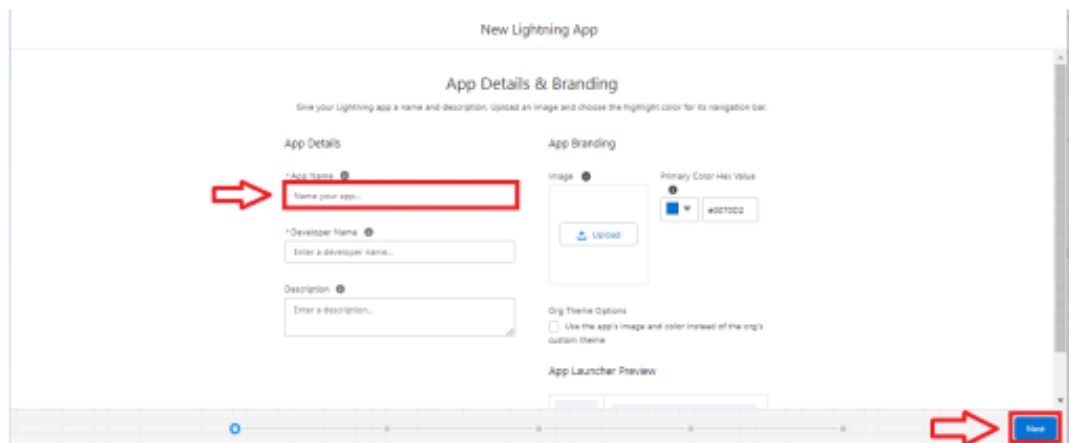 New Lightning App
App Details & Branding
Give your Lightning app a name and description. Upload an image and choose the highlight color for its navigation bar.
App Details
*App Name
Name your app...
*Developer Name
Enter a developer name...
Description
Enter a description...
App Branding
Image
Upload
Primary Color Hex Value
#0070D2
Org Theme Options
Use the app's image and color instead of the org's
custom theme
App Launcher Preview
Next